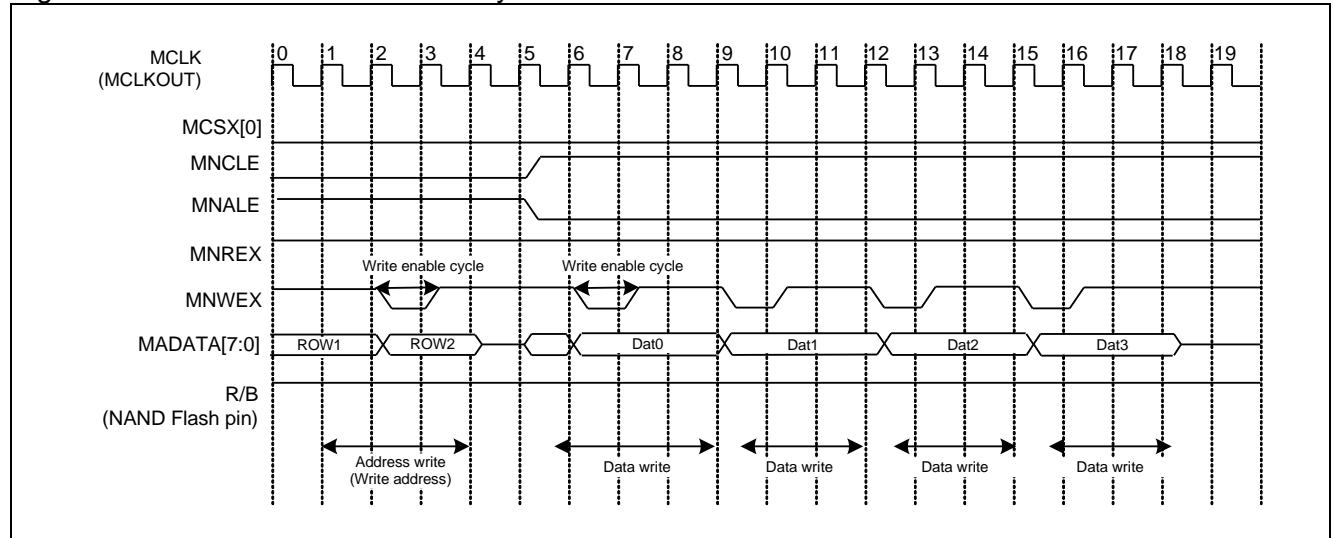 MCLK
(MCLKOUT)
0 1 2 3 4 5 6 7 8 9 10 11 12 13 14 15 16 17 18 19
MCSX[0]
MNCLE
MNALE
MNREX
Write enable cycle Write enable cycle
MNWEX
MADATA[7:0] ROW1 ROW2 Dat0 Dat1 Dat2 Dat3
R/B
(NAND Flash pin)
Address write
(Write address)
Data write Data write Data write Data write